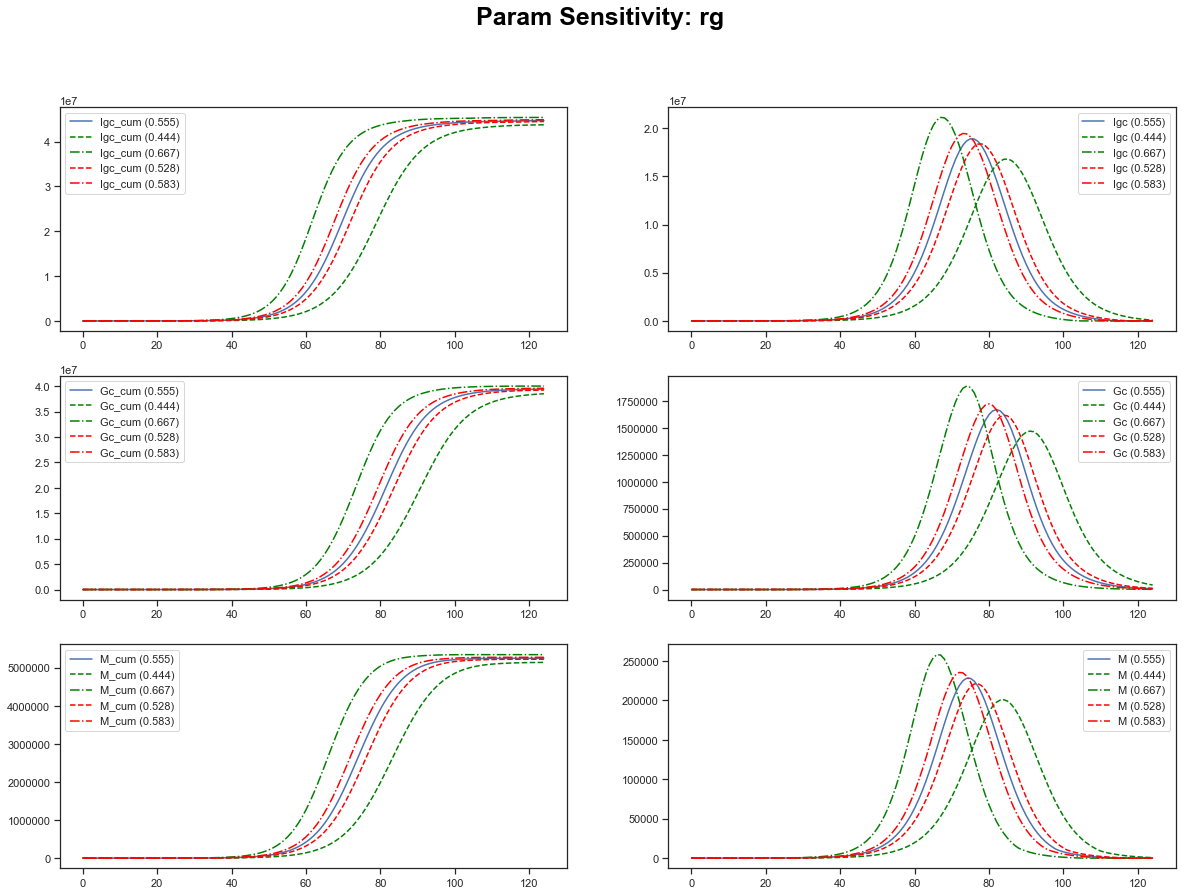 Param Sensitivity: rg
1e7
Igc_cum (0.555)
Igc_cum (0.444)
Igc_cum (0.667)
Igc_cum (0.528)
Igc_cum (0.583)
4
3
2
1
0
0 20 40 60 80 100 120
1e7
Igc (0.555)
Igc (0.444)
Igc (0.667)
Igc (0.528)
Igc (0.583)
2.0
1.5
1.0
0.5
0.0
0 20 40 60 80 100 120
1e7
Gc_cum (0.555)
Gc_cum (0.444)
Gc_cum (0.667)
Gc_cum (0.528)
Gc_cum (0.583)
4.0
3.5
3.0
2.5
2.0
1.5
1.0
0.5
0.0
0 20 40 60 80 100 120
Gc (0.555)
Gc (0.444)
Gc (0.667)
Gc (0.528)
Gc (0.583)
1750000
1500000
1250000
1000000
750000
500000
250000
0
0 20 40 60 80 100 120
M_cum (0.555)
M_cum (0.444)
M_cum (0.667)
M_cum (0.528)
M_cum (0.583)
5000000
4000000
3000000
2000000
1000000
0
0 20 40 60 80 100 120
M (0.555)
M (0.444)
M (0.667)
M (0.528)
M (0.583)
250000
200000
150000
100000
50000
0
0 20 40 60 80 100 120